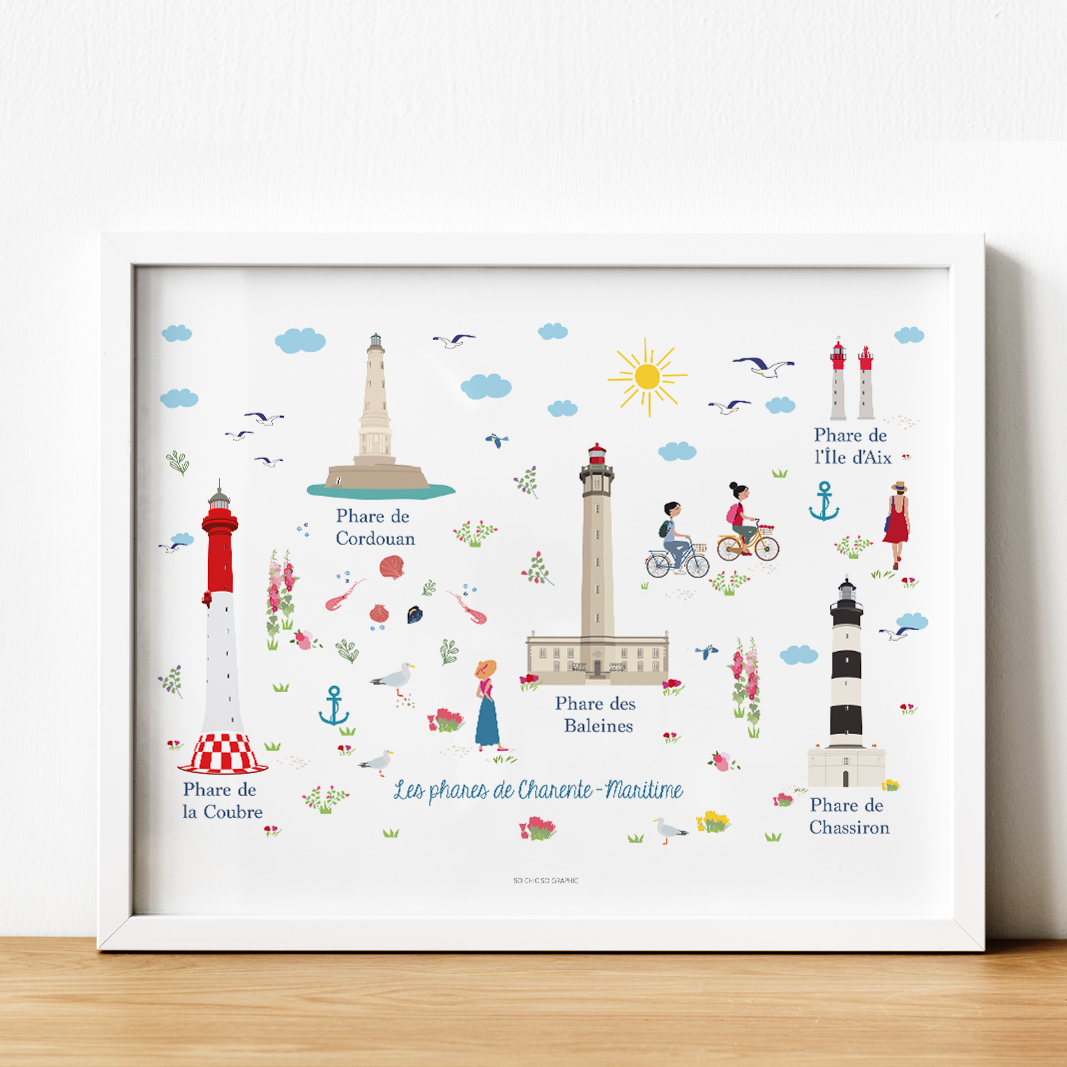 Phare de
l'Île d'Aix
Phare de
Cordouan
Phare des
Baleines
Phare de
la Coubre
Les phares de Charente-Maritime
Phare de
Chassiron
SO CHIC SO GRAPHIC